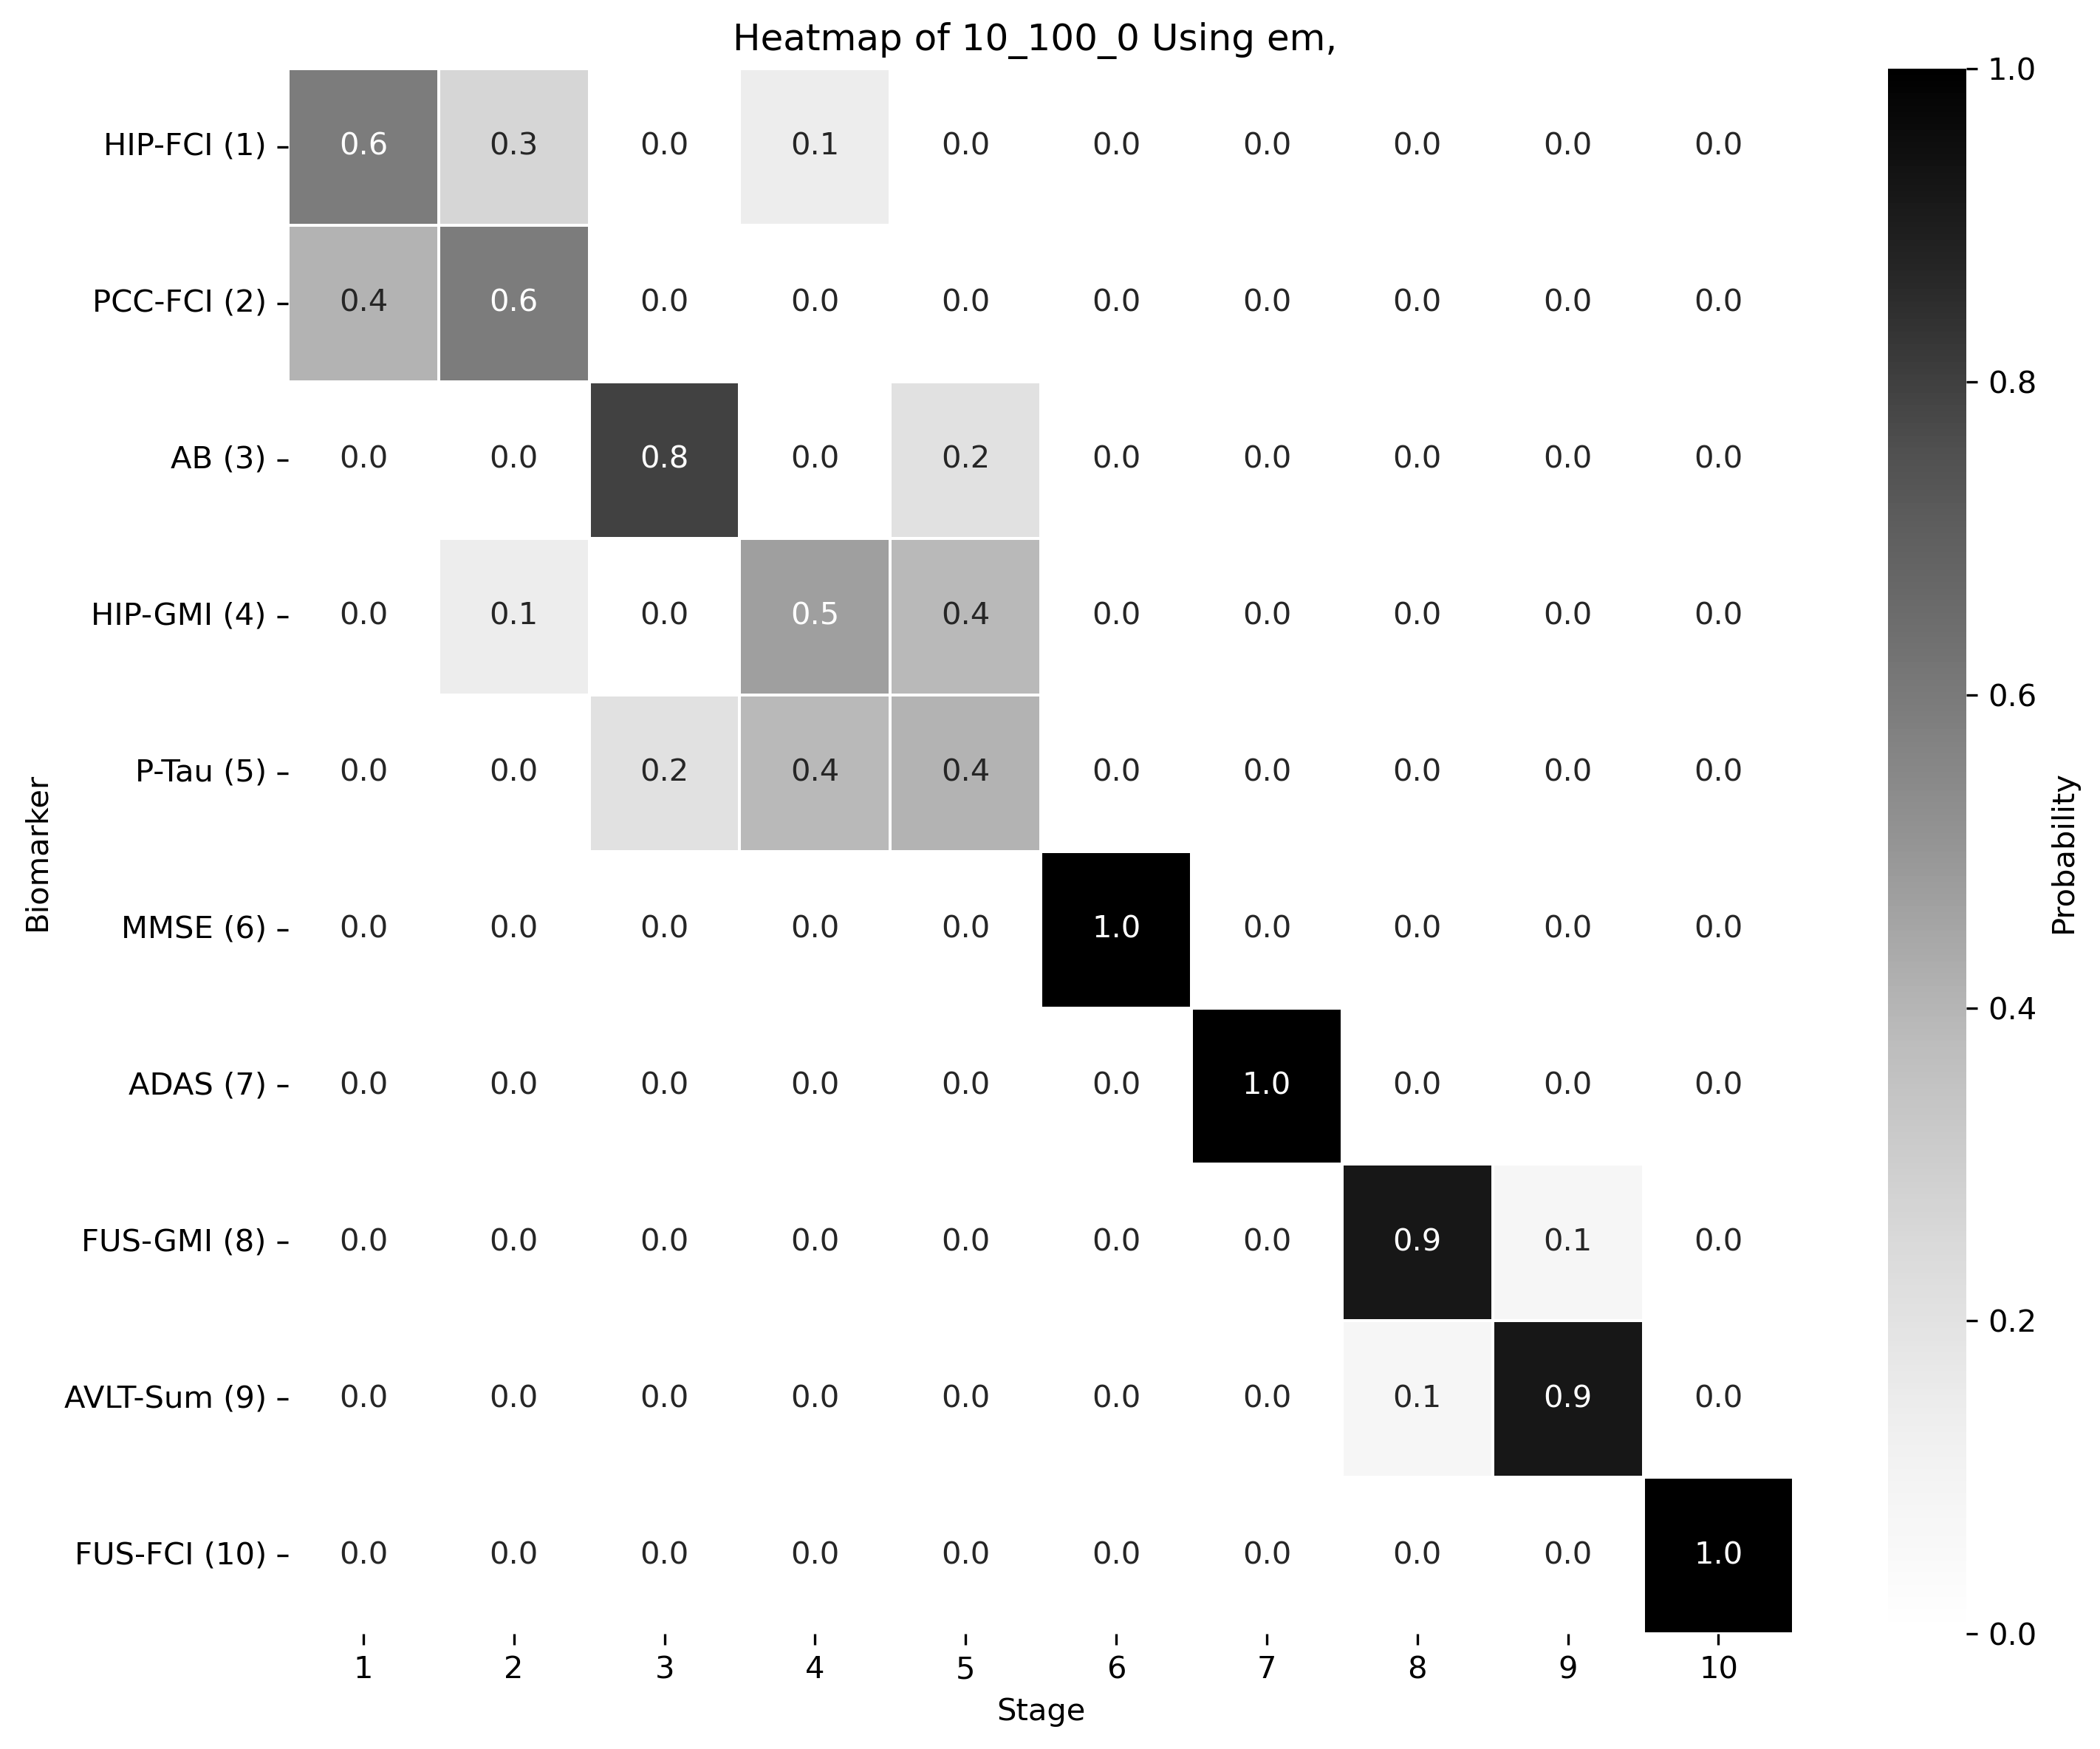 Heatmap of 10_100_0 Using em,
HIP-FCI (1) 0.6 0.3 0.0 0.1 0.0 0.0 0.0 0.0 0.0 0.0
PCC-FCI (2) 0.4 0.6 0.0 0.0 0.0 0.0 0.0 0.0 0.0 0.0
AB (3) 0.0 0.0 0.8 0.0 0.2 0.0 0.0 0.0 0.0 0.0
HIP-GMI (4) 0.0 0.1 0.0 0.5 0.4 0.0 0.0 0.0 0.0 0.0
P-Tau (5) 0.0 0.0 0.2 0.4 0.4 0.0 0.0 0.0 0.0 0.0
MMSE (6) 0.0 0.0 0.0 0.0 0.0 1.0 0.0 0.0 0.0 0.0
ADAS (7) 0.0 0.0 0.0 0.0 0.0 0.0 1.0 0.0 0.0 0.0
FUS-GMI (8) 0.0 0.0 0.0 0.0 0.0 0.0 0.0 0.9 0.1 0.0
AVLT-Sum (9) 0.0 0.0 0.0 0.0 0.0 0.0 0.0 0.1 0.9 0.0
FUS-FCI (10) 0.0 0.0 0.0 0.0 0.0 0.0 0.0 0.0 0.0 1.0
1 2 3 4 5 6 7 8 9 10
Stage
Biomarker
1.0
0.8
0.6
0.4
0.2
0.0
Probability